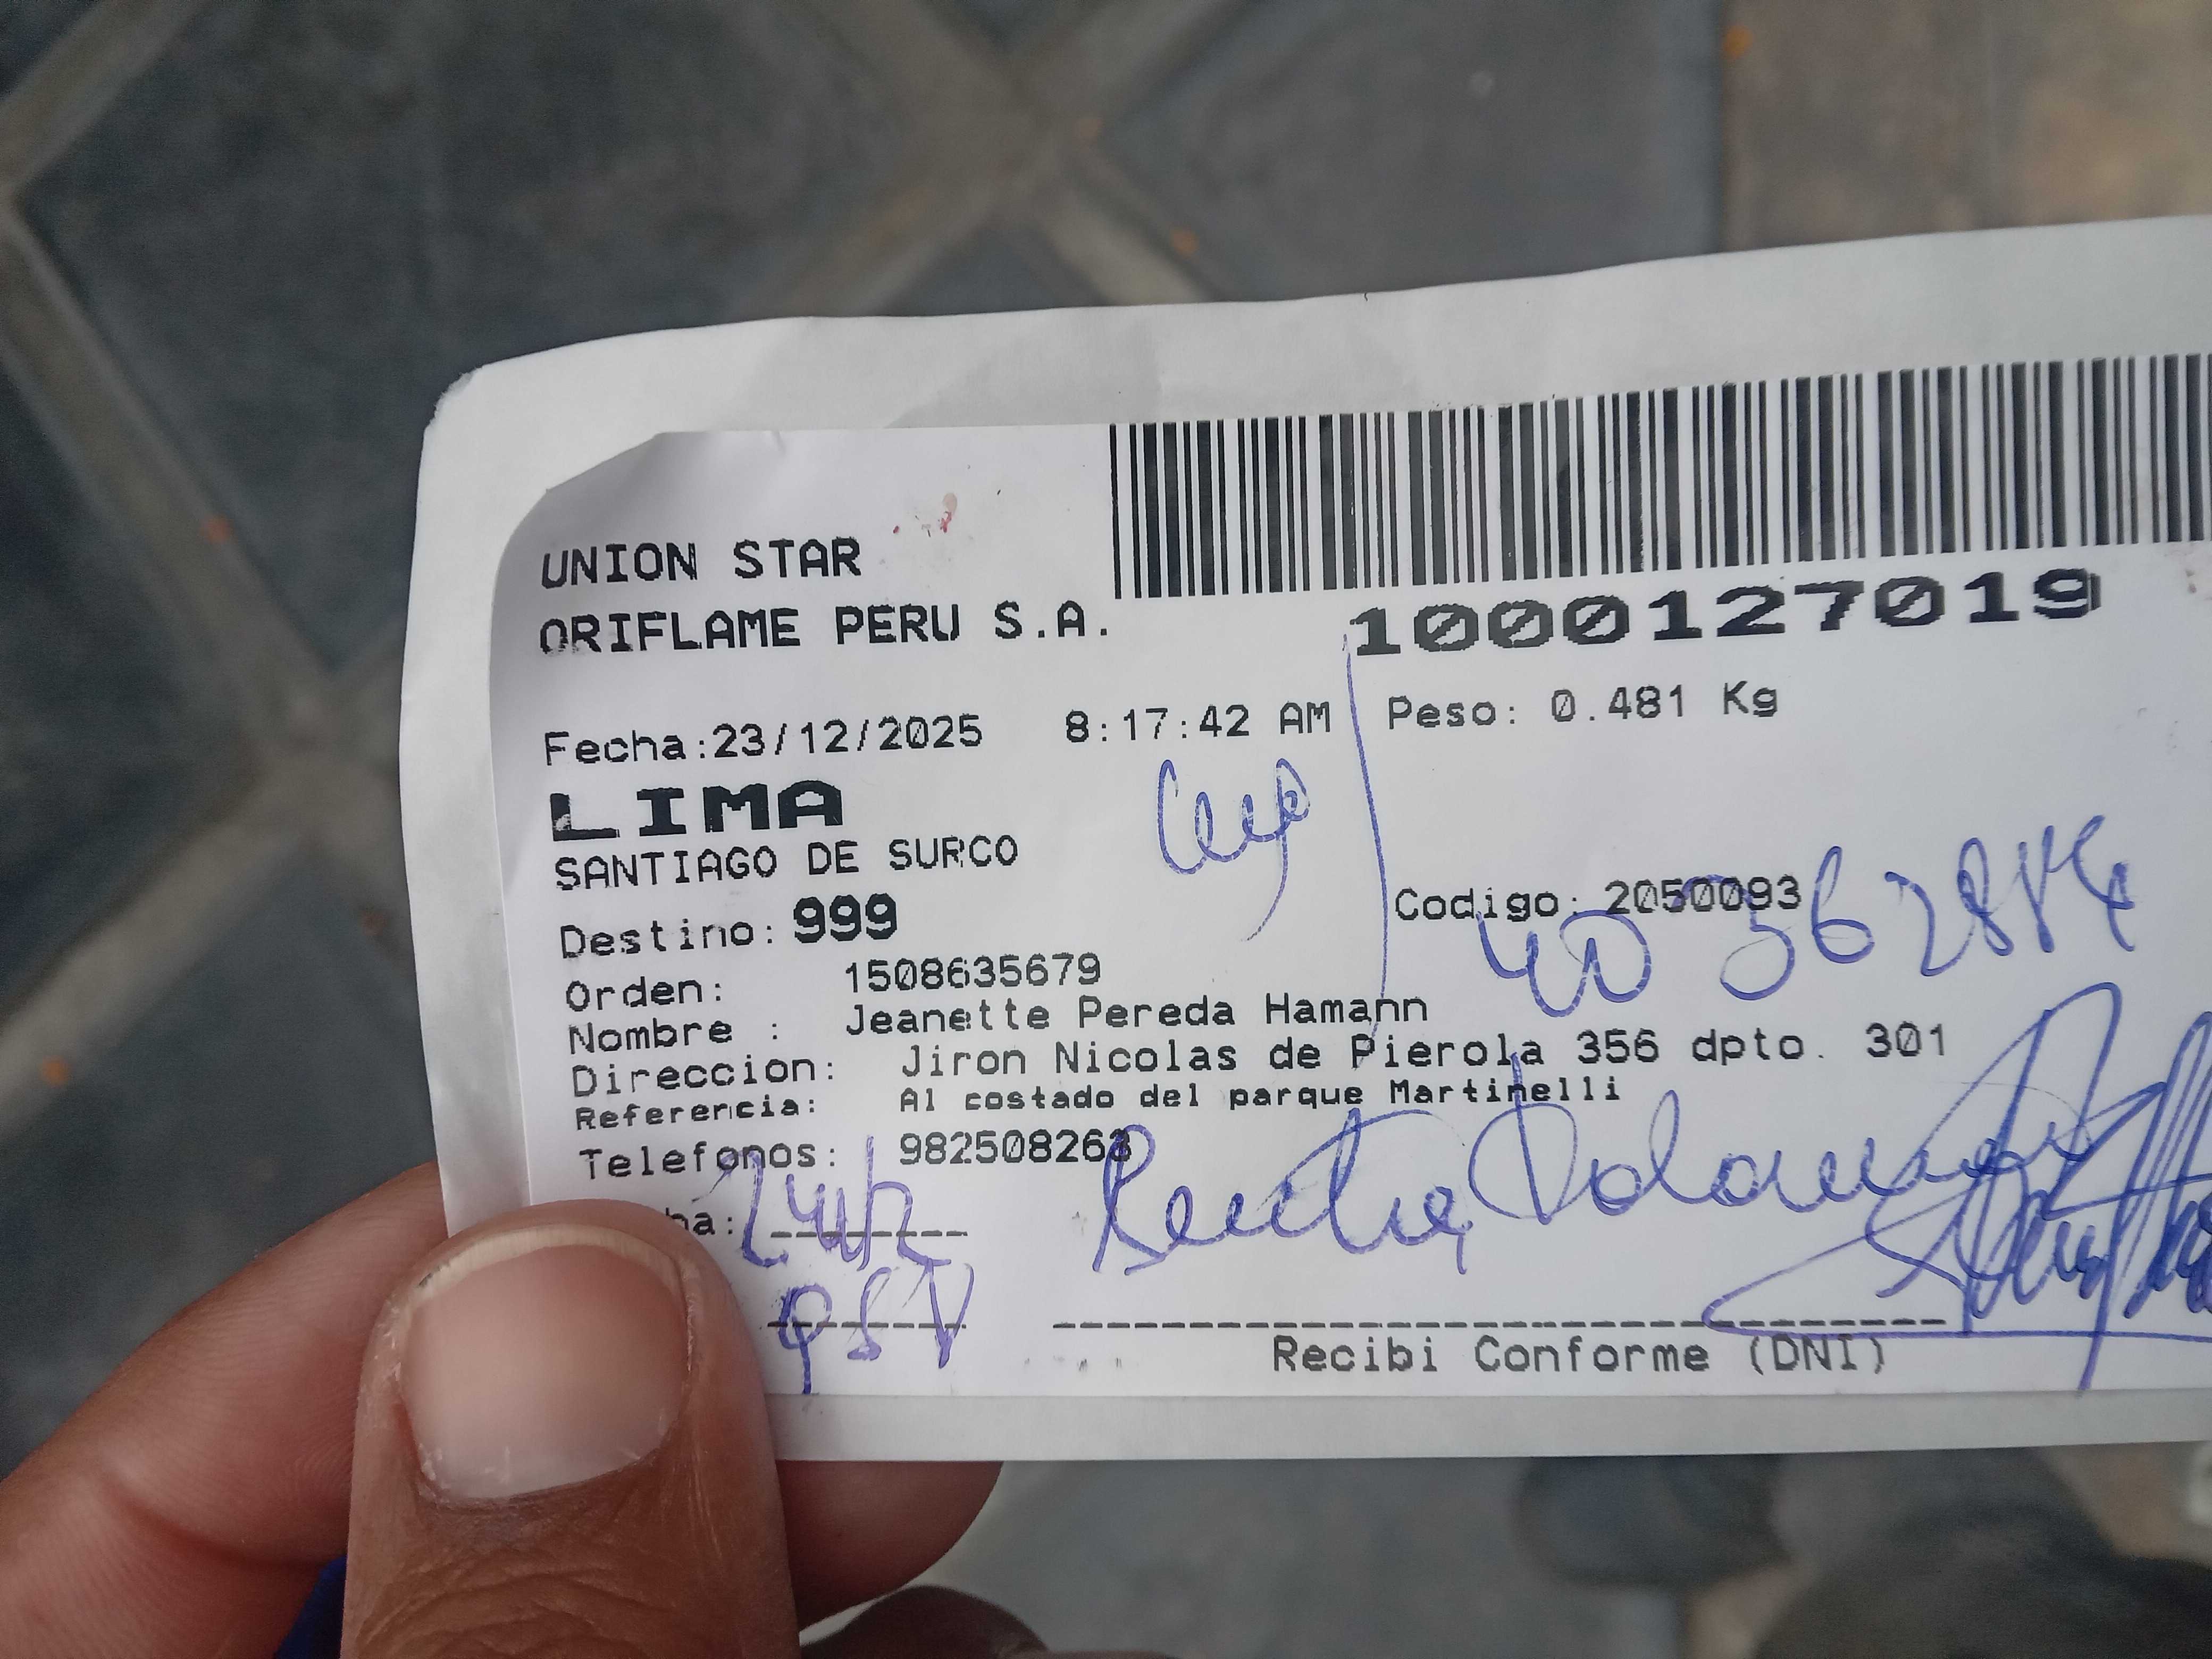 UNION STAR
ORIFLAME PERU S.A.
1000127019
Fecha:23/12/2025 8:17:42 AM Peso: 0.481 Kg
LIMA
SANTIAGO DE SURCO
Destino: 999 Codigo: 2050093
Orden: 1508635679
Nombre : Jeanette Pereda Hamann
Direccion: Jiron Nicolas de Pierola 356 dpto. 301
Referencia: Al costado del parque Martinelli
Telefonos: 982508263
ha:
Recibi Conforme (DNI)